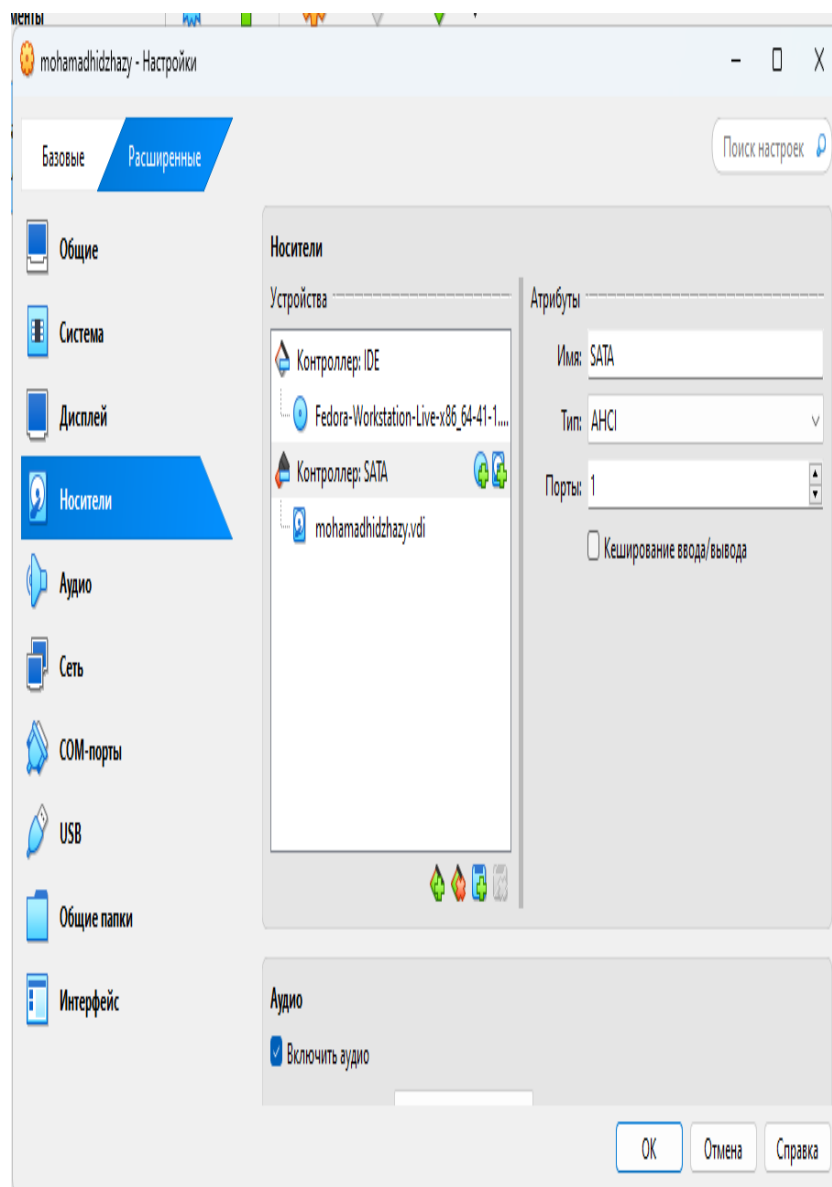 менты
mohamadhidzhazy - Настройки
Базовые
Расширенные
Поиск настроек
Общие
Система
Дисплей
Носители
Аудио
Сеть
COM-порты
USB
Общие папки
Интерфейс
Носители
Устройства
Контроллер: IDE
Fedora-Workstation-Live-x86_64-41-1....
Контроллер: SATA
mohamadhidzhazy.vdi
Атрибуты
Имя: SATA
Тип: AHCI
Порты: 1
Кеширование ввода/вывода
Аудио
Включить аудио
OK
Отмена
Справка